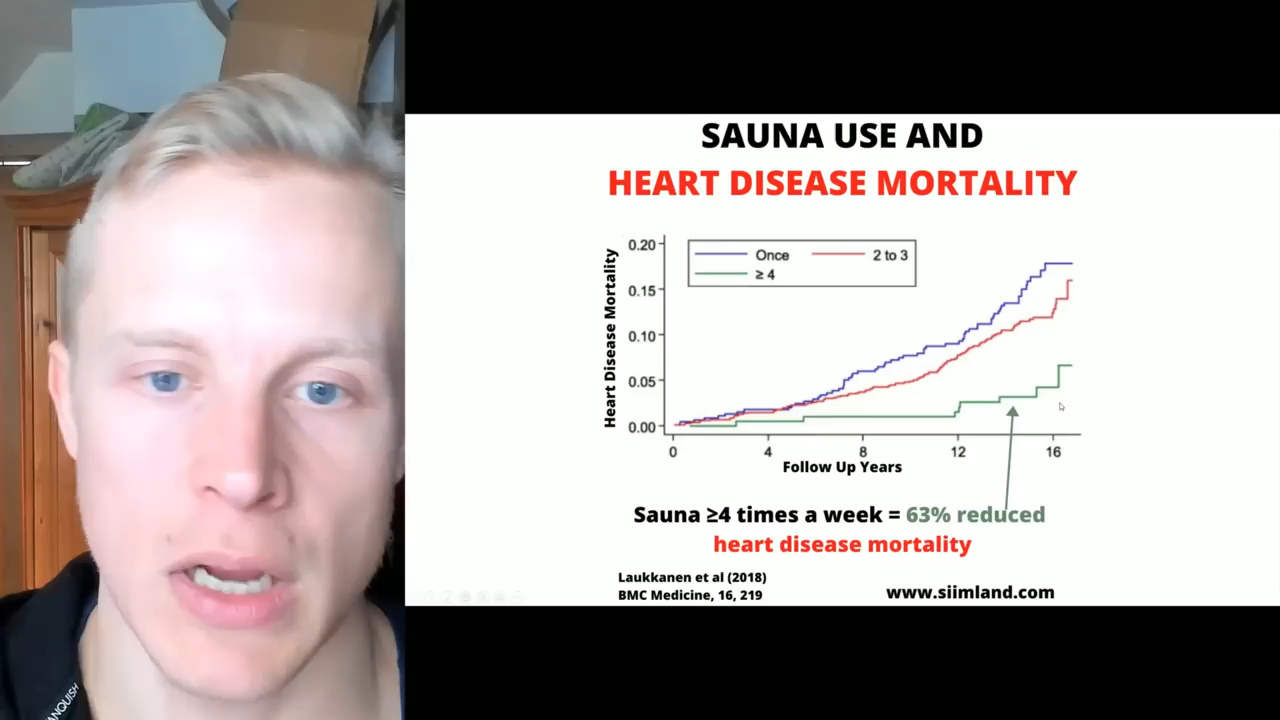 SAUNA USE AND
HEART DISEASE MORTALITY
Heart Disease Mortality
0.20
0.15
0.10
0.05
0.00
Once
2 to 3
≥ 4
0 4 8 12 16
Follow Up Years
Sauna ≥4 times a week = 63% reduced
heart disease mortality
Laukkanen et al (2018)
BMC Medicine, 16, 219
www.siimland.com
ANQUISH